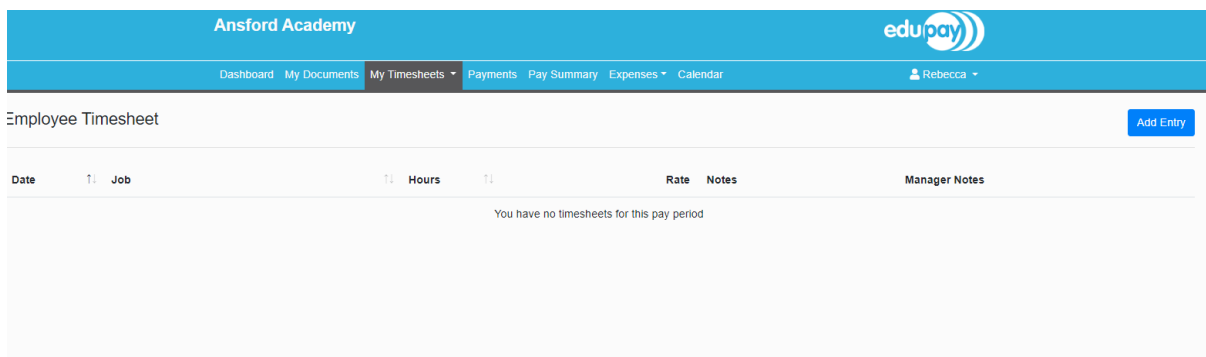 Ansford Academy
edupay
Dashboard My Documents My Timesheets Payments Pay Summary Expenses Calendar Rebecca
Employee Timesheet
Add Entry
Date Job Hours Rate Notes Manager Notes
You have no timesheets for this pay period